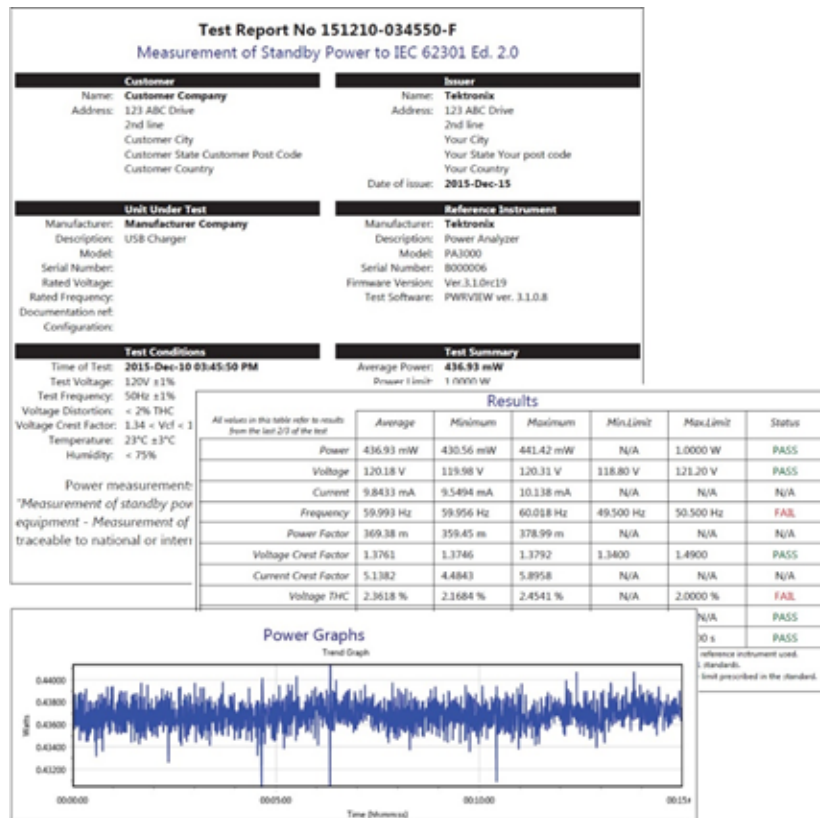 Test Report No 151210-034550-F
Measurement of Standby Power to IEC 62301 Ed. 2.0
Customer
Name: Customer Company
Address: 123 ABC Drive
2nd line
Customer City
Customer State Customer Post Code
Customer Country
Issuer
Name: Tektronix
Address: 123 ABC Drive
2nd line
Your City
Your State Your post code
Your Country
Date of issue: 2015-Dec-15
Unit Under Test
Manufacturer: Manufacturer Company
Description: USB Charger
Model:
Serial Number:
Rated Voltage:
Rated Frequency:
Documentation ref:
Configuration:
Reference Instrument
Manufacturer: Tektronix
Description: Power Analyzer
Model: PA3000
Serial Number: B000006
Firmware Version: Ver.3.1.0rc19
Test Software: PWRVIEW ver. 3.1.0.8
Test Conditions
Time of Test: 2015-Dec-10 03:45:50 PM
Test Voltage: 120V ±1%
Test Frequency: 50Hz ±1%
Voltage Distortion: < 2% THC
Voltage Crest Factor: 1.34 < Vcf < 1
Temperature: 23°C ±3°C
Humidity: < 75%
Test Summary
Average Power: 436.93 mW
Power Limit: 1.0000 W
Power measurement
"Measurement of standby pow
equipment - Measurement of
traceable to national or inter
Results
All values in this table refer to results
from the last 2/3 of the test
Average Minimum Maximum Min.Limit Max.Limit Status
Power 436.93 mW 430.56 mW 441.42 mW N/A 1.0000 W PASS
Voltage 120.18 V 119.98 V 120.31 V 118.80 V 121.20 V PASS
Current 9.8433 mA 9.5494 mA 10.138 mA N/A N/A N/A
Frequency 59.993 Hz 59.956 Hz 60.018 Hz 49.500 Hz 50.500 Hz FAIL
Power Factor 369.38 m 359.45 m 378.99 m N/A N/A N/A
Voltage Crest Factor 1.3761 1.3746 1.3792 1.3400 1.4900 PASS
Current Crest Factor 5.1382 4.4843 5.8958 N/A N/A N/A
Voltage THC 2.3618 % 2.1684 % 2.4541 % N/A 2.0000 % FAIL
N/A PASS
00 s PASS
reference instrument used.
standards.
limit prescribed in the standard.
Power Graphs
Trend Graph
Watts
0.44000
0.43800
0.43600
0.43400
0.43200
00:00:00 00:05:00 00:10:00 00:15:
Time (hh:mm:ss)